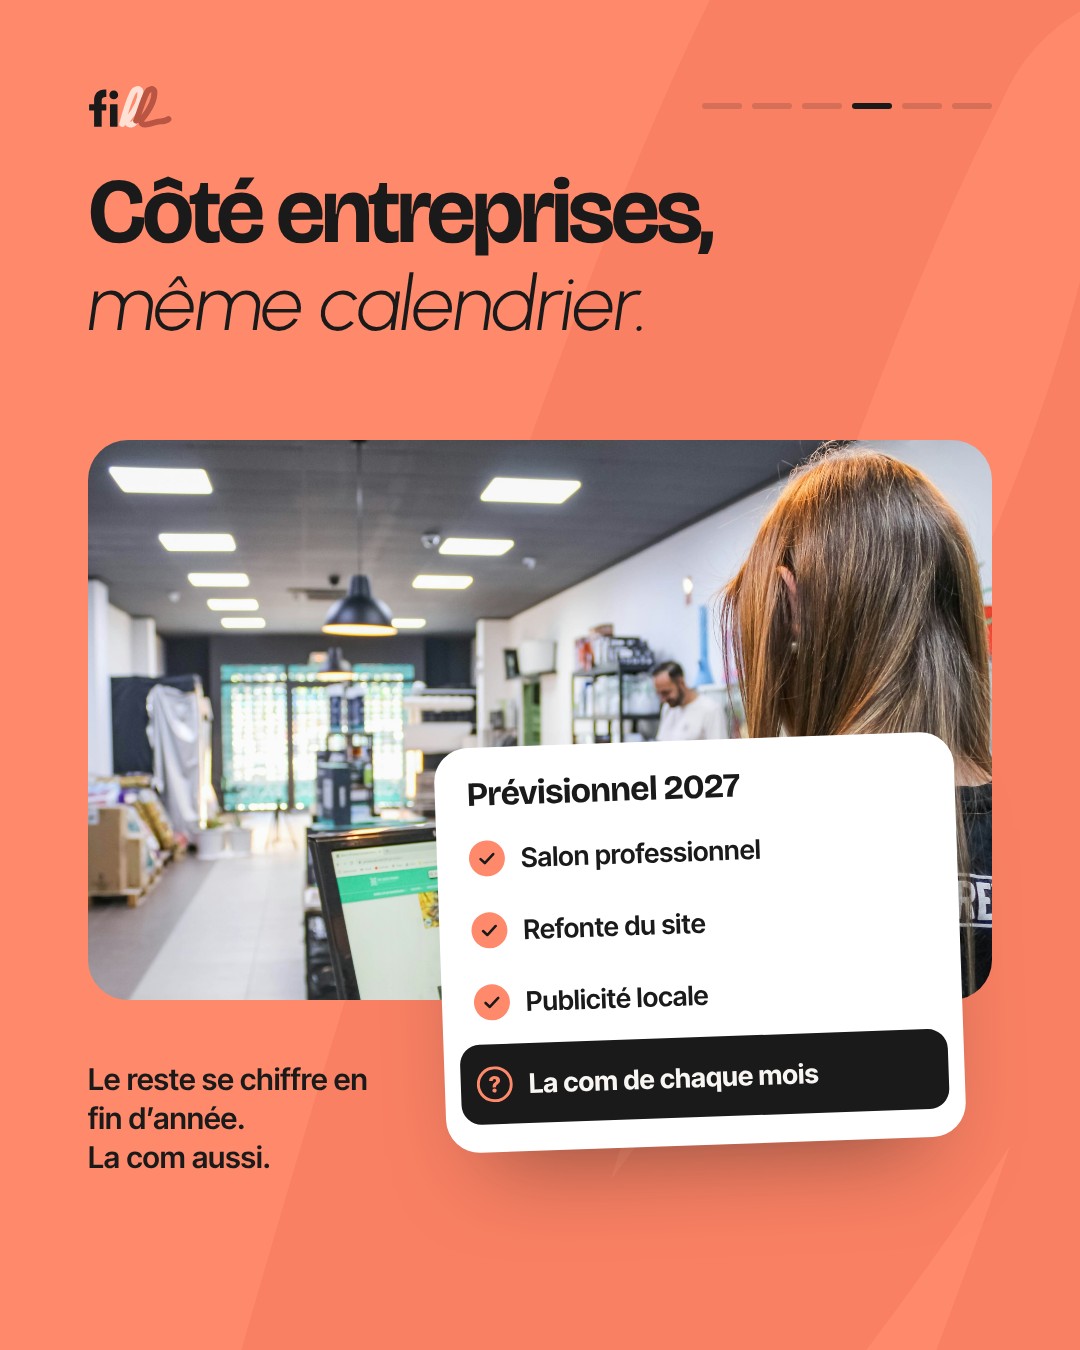 fill
Côté entreprises,
même calendrier.
Prévisionnel 2027
Salon professionnel
Refonte du site
Publicité locale
? La com de chaque mois
Le reste se chiffre en
fin d’année.
La com aussi.